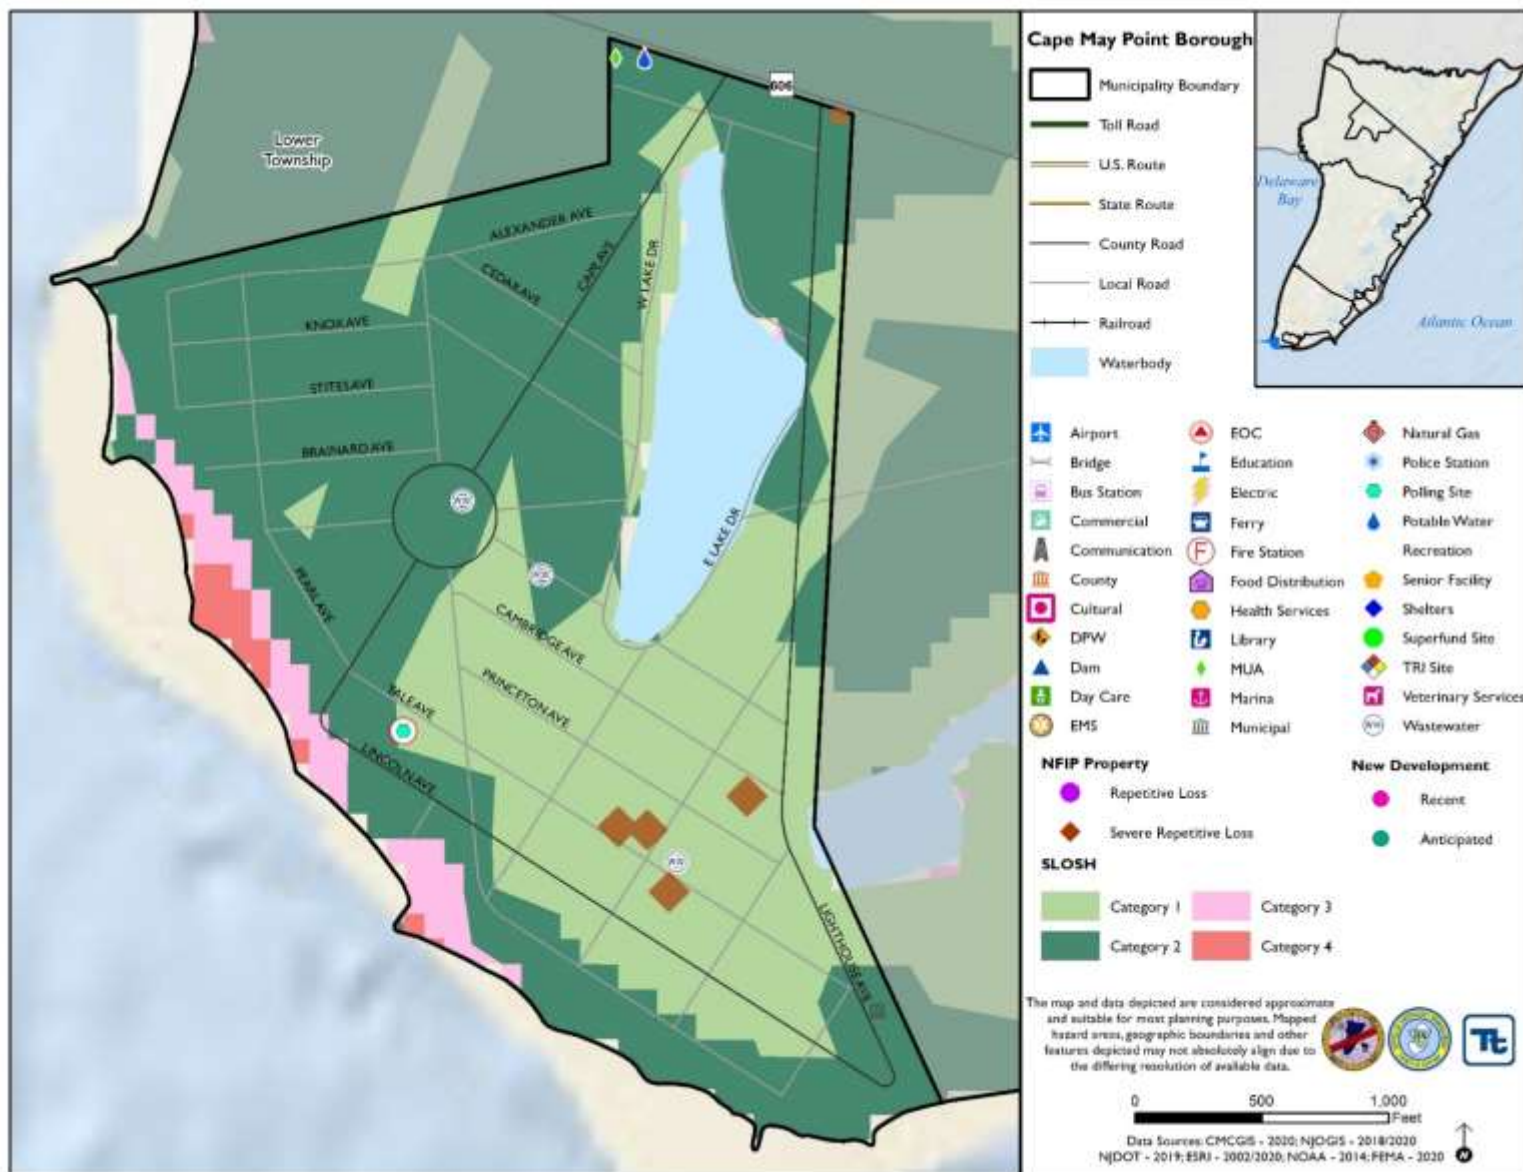 Lower
Township
606
ALEXANDER AVE
CEDAR AVE
CAPE AVE
W LAKE DR
KNOX AVE
STITES AVE
BRAINARD AVE
PEARL AVE
E LAKE DR
CAMBRIDGE AVE
PRINCETON AVE
YALE AVE
LINCOLN AVE
LIGHTHOUSE AVE
WW
WW
WW
Cape May Point Borough
Municipality Boundary
Toll Road
U.S. Route
State Route
County Road
Local Road
Railroad
Waterbody
Delaware
Bay
Atlantic Ocean
Airport
Bridge
Bus Station
Commercial
Communication
County
Cultural
DPW
Dam
Day Care
EMS
EOC
Education
Electric
Ferry
F Fire Station
Food Distribution
Health Services
Library
MUA
Marina
Municipal
Natural Gas
Police Station
Polling Site
Potable Water
Recreation
Senior Facility
Shelters
Superfund Site
TRI Site
Veterinary Services
WW Wastewater
NFIP Property
Repetitive Loss
Severe Repetitive Loss
New Development
Recent
Anticipated
SLOSH
Category 1
Category 2
Category 3
Category 4
The map and data depicted are considered approximate
and suitable for most planning purposes. Mapped
hazard areas, geographic boundaries and other
features depicted may not absolutely align due to
the differing resolution of available data.
Tt
0 500 1,000
Feet
Data Sources: CMCGIS - 2020; NJOGIS - 2018/2020
NJDOT - 2019; ESRI - 2002/2020; NOAA - 2014; FEMA - 2020
N